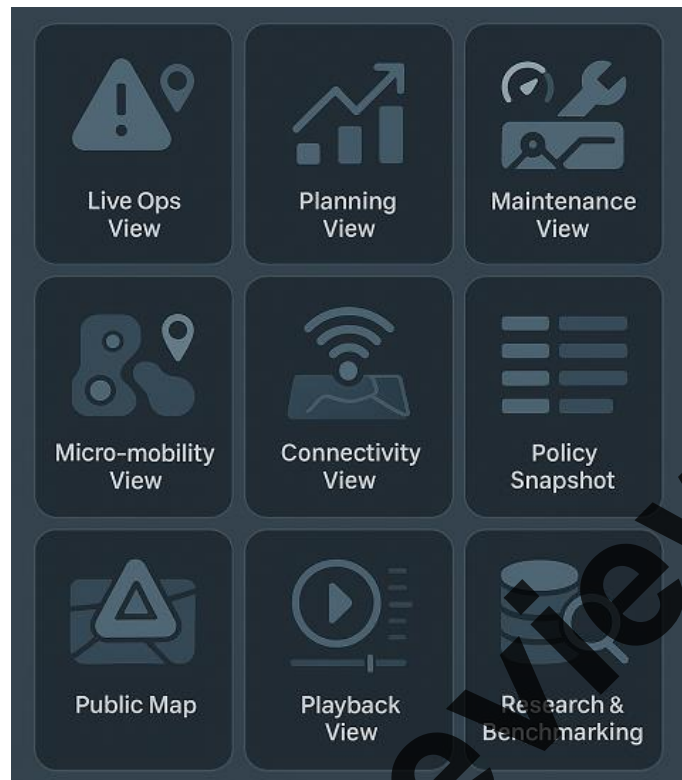 Live Ops
View
Planning
View
Maintenance
View
Micro-mobility
View
Connectivity
View
Policy
Snapshot
Public Map
Playback
View
Research &
Benchmarking